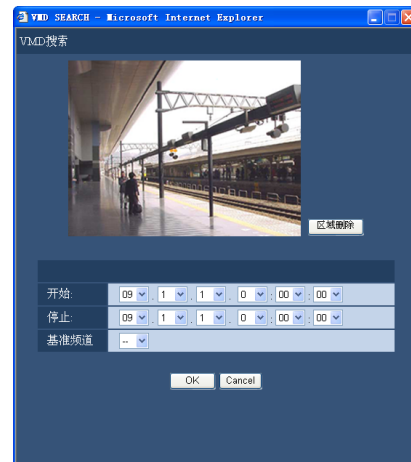 VMD SEARCH - Microsoft Internet Explorer
VMD搜索
区域删除
开始: 09 . 1 . 1 . 0 : 00 : 00
停止: 09 . 1 . 1 . 0 : 00 : 00
基准频道 --
OK Cancel